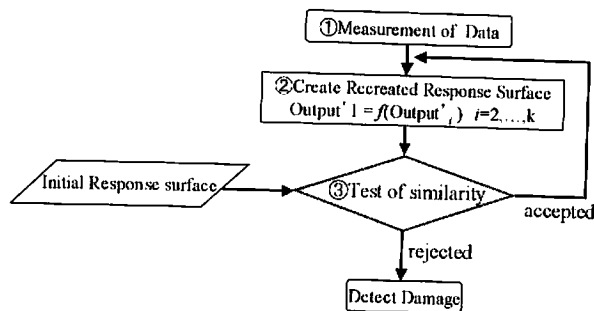 ①Measurement of Data
②Create Recreated Response Surface
Output' 1 = f(Output' i) i=2,...,k
Initial Response surface
③Test of similarity
accepted
rejected
Detect Damage